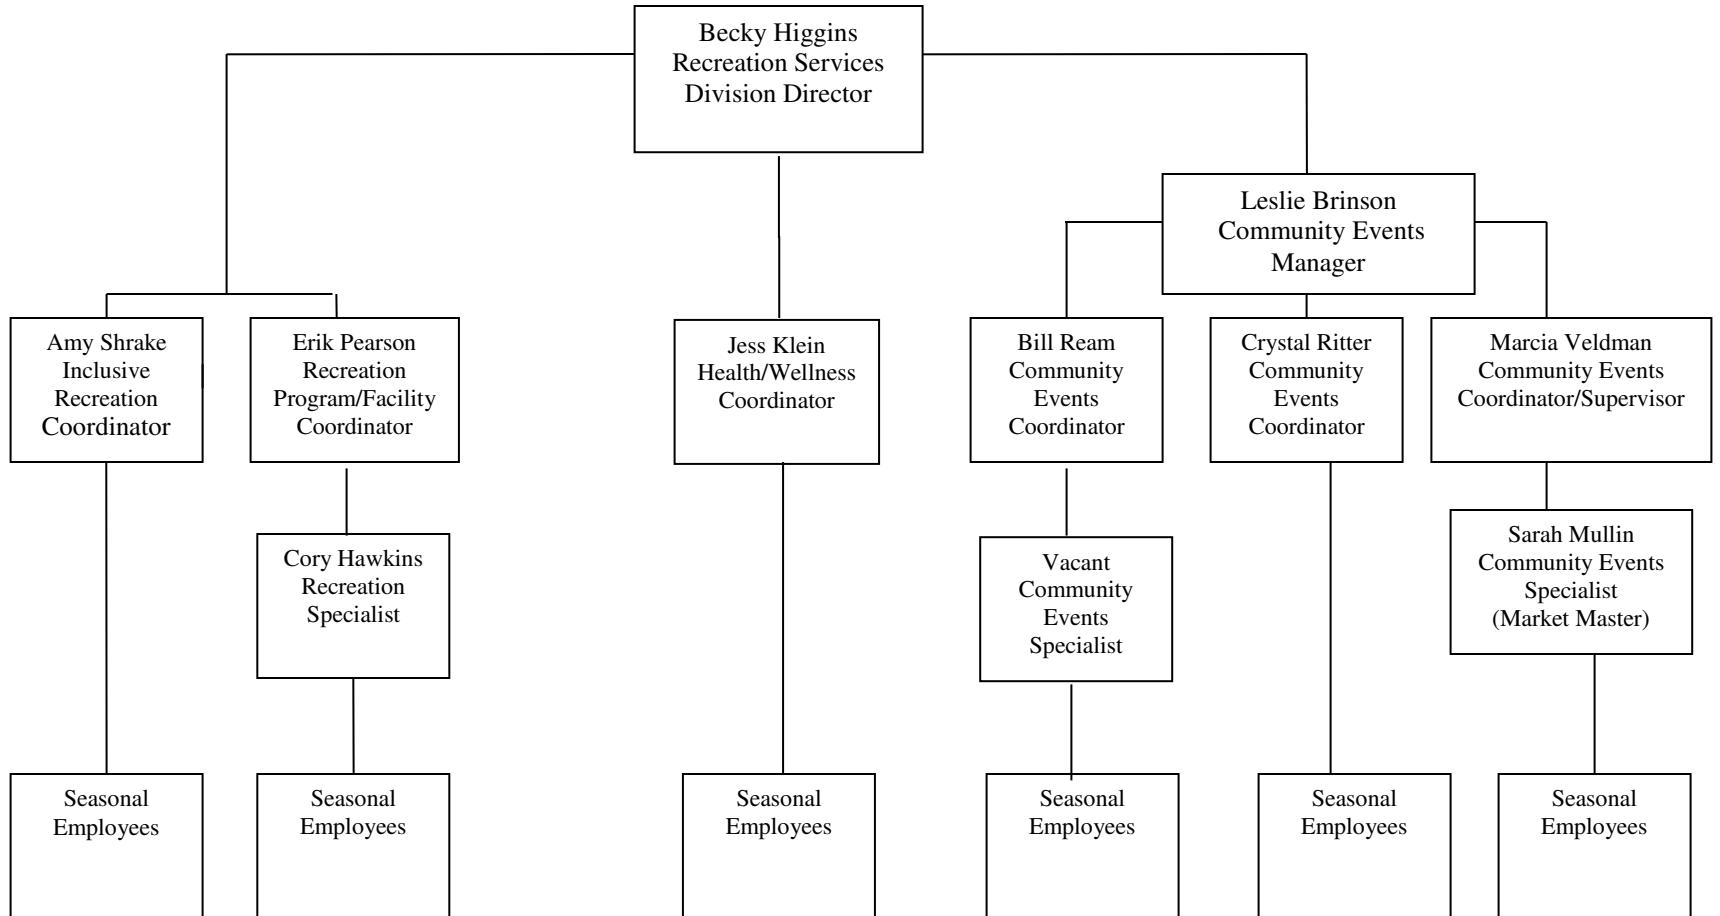 Becky Higgins
Recreation Services
Division Director
Leslie Brinson
Community Events
Manager
Amy Shrake
Inclusive
Recreation
Coordinator
Erik Pearson
Recreation
Program/Facility
Coordinator
Jess Klein
Health/Wellness
Coordinator
Bill Ream
Community
Events
Coordinator
Crystal Ritter
Community
Events
Coordinator
Marcia Veldman
Community Events
Coordinator/Supervisor
Cory Hawkins
Recreation
Specialist
Vacant
Community
Events
Specialist
Sarah Mullin
Community Events
Specialist
(Market Master)
Seasonal
Employees
Seasonal
Employees
Seasonal
Employees
Seasonal
Employees
Seasonal
Employees
Seasonal
Employees